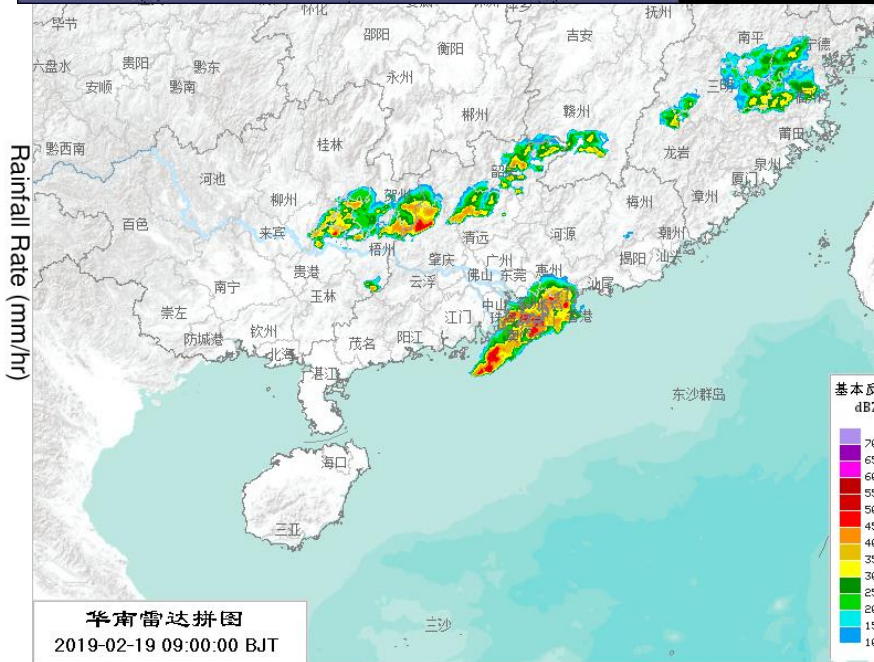 怀化
抚州
毕节
邵阳
吉安
南平
宁德
衡阳
六盘水
贵阳
黔东
三明
安顺
黔南
永州
郴州
赣州
莆田
黔西南
桂林
龙岩
泉州
河池
韶关
厦门
柳州
贺州
梅州
漳州
百色
来宾
清远
河源
潮州
梧州
肇庆
广州
揭阳
汕头
贵港
佛山
东莞
惠州
云浮
汕尾
南宁
玉林
中山
崇左
江门
香港
钦州
阳江
防城港
茂名
北海
湛江
东沙群岛
海口
三亚
三沙
Rainfall Rate (mm/hr)
基本反
dBZ
70
65
60
55
50
45
40
35
30
25
20
15
10
华南雷达拼图
2019-02-19 09:00:00 BJT